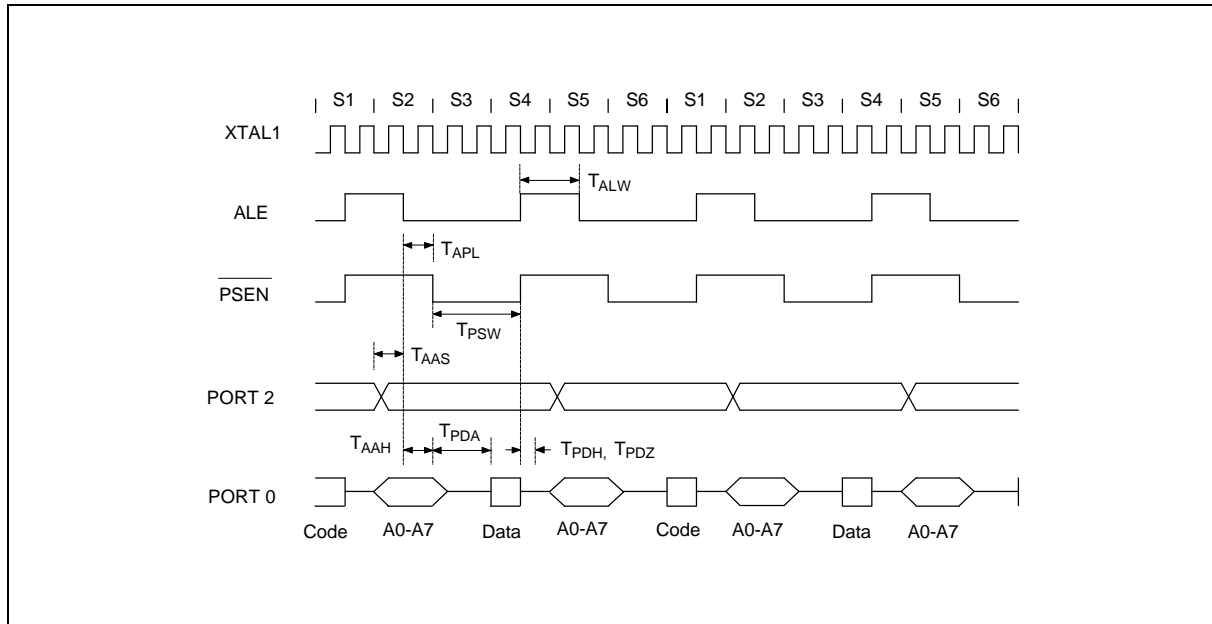 S1 S2 S3 S4 S5 S6 S1 S2 S3 S4 S5 S6
XTAL1
TALW
ALE
TAPL
PSEN
TPSW
TAAS
PORT 2
TAAH TPDA TPDH, TPDZ
PORT 0
Code A0-A7 Data A0-A7 Code A0-A7 Data A0-A7